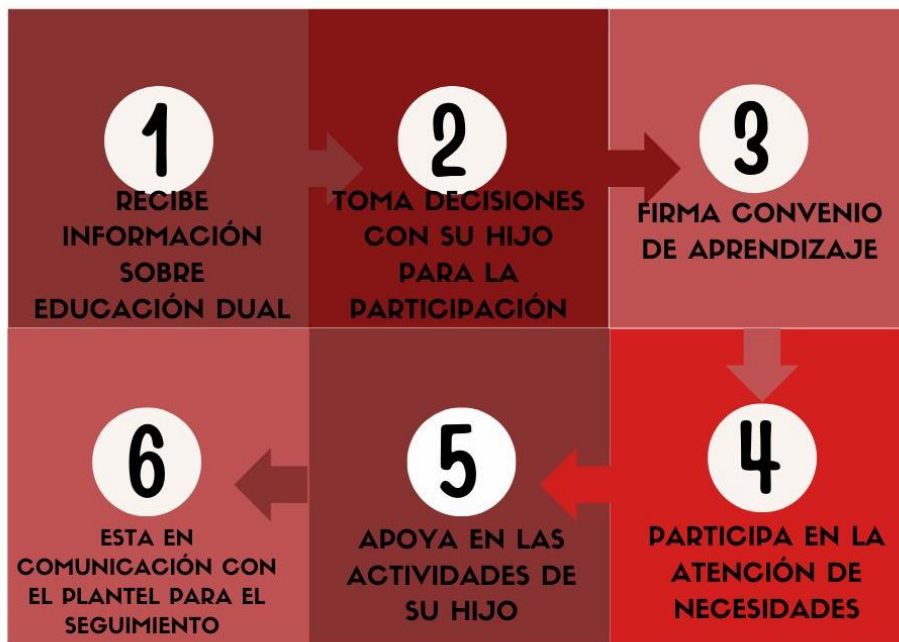 1
RECIBE
INFORMACIÓN
SOBRE
EDUCACIÓN DUAL
2
TOMA DECISIONES
CON SU HIJO
PARA LA
PARTICIPACIÓN
3
FIRMA CONVENIO
DE APRENDIZAJE
4
PARTICIPA EN LA
ATENCIÓN DE
NECESIDADES
5
APOYA EN LAS
ACTIVIDADES DE
SU HIJO
6
ESTA EN
COMUNICACIÓN CON
EL PLANTEL PARA EL
SEGUIMIENTO